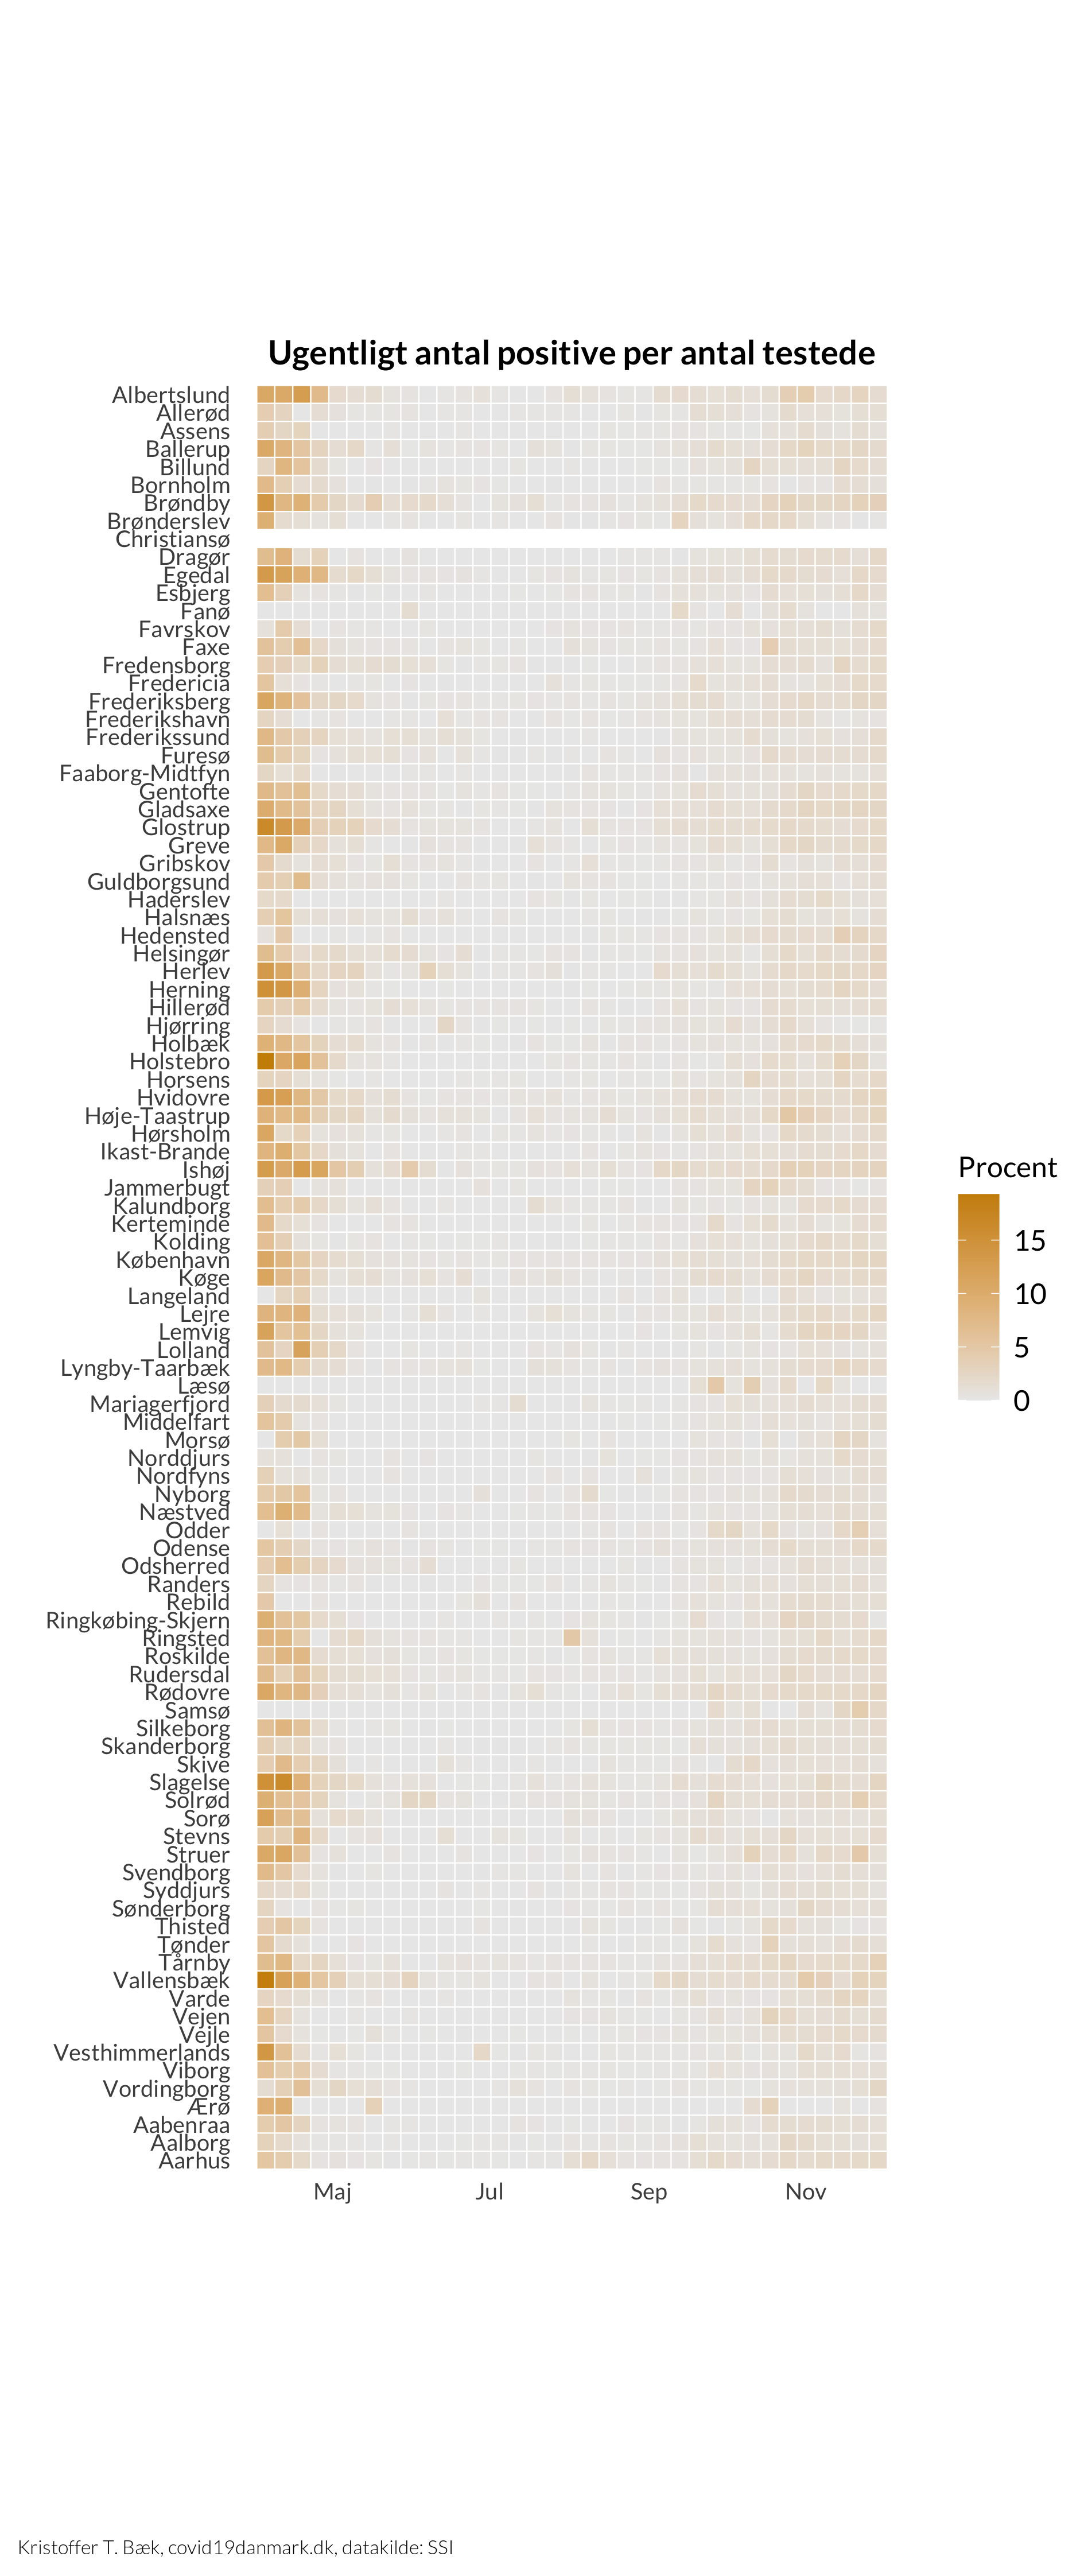 Ugentligt antal positive per antal testede
Albertslund
Allerød
Assens
Ballerup
Billund
Bornholm
Brøndby
Brønderslev
Christiansø
Dragør
Egedal
Esbjerg
Fanø
Favrskov
Faxe
Fredensborg
Fredericia
Frederiksberg
Frederikshavn
Frederikssund
Furesø
Faaborg-Midtfyn
Gentofte
Gladsaxe
Glostrup
Greve
Gribskov
Guldborgsund
Haderslev
Halsnæs
Hedensted
Helsingør
Herlev
Herning
Hillerød
Hjørring
Holbæk
Holstebro
Horsens
Hvidovre
Høje-Taastrup
Hørsholm
Ikast-Brande
Ishøj
Jammerbugt
Kalundborg
Kerteminde
Kolding
København
Køge
Langeland
Lejre
Lemvig
Lolland
Lyngby-Taarbæk
Læsø
Mariagerfjord
Middelfart
Morsø
Norddjurs
Nordfyns
Nyborg
Næstved
Odder
Odense
Odsherred
Randers
Rebild
Ringkøbing-Skjern
Ringsted
Roskilde
Rudersdal
Rødovre
Samsø
Silkeborg
Skanderborg
Skive
Slagelse
Solrød
Sorø
Stevns
Struer
Svendborg
Syddjurs
Sønderborg
Thisted
Tønder
Tårnby
Vallensbæk
Varde
Vejen
Vejle
Vesthimmerlands
Viborg
Vordingborg
Ærø
Aabenraa
Aalborg
Aarhus
Maj Jul Sep Nov
Procent
15
10
5
0
Kristoffer T. Bæk, covid19danmark.dk, datakilde: SSI